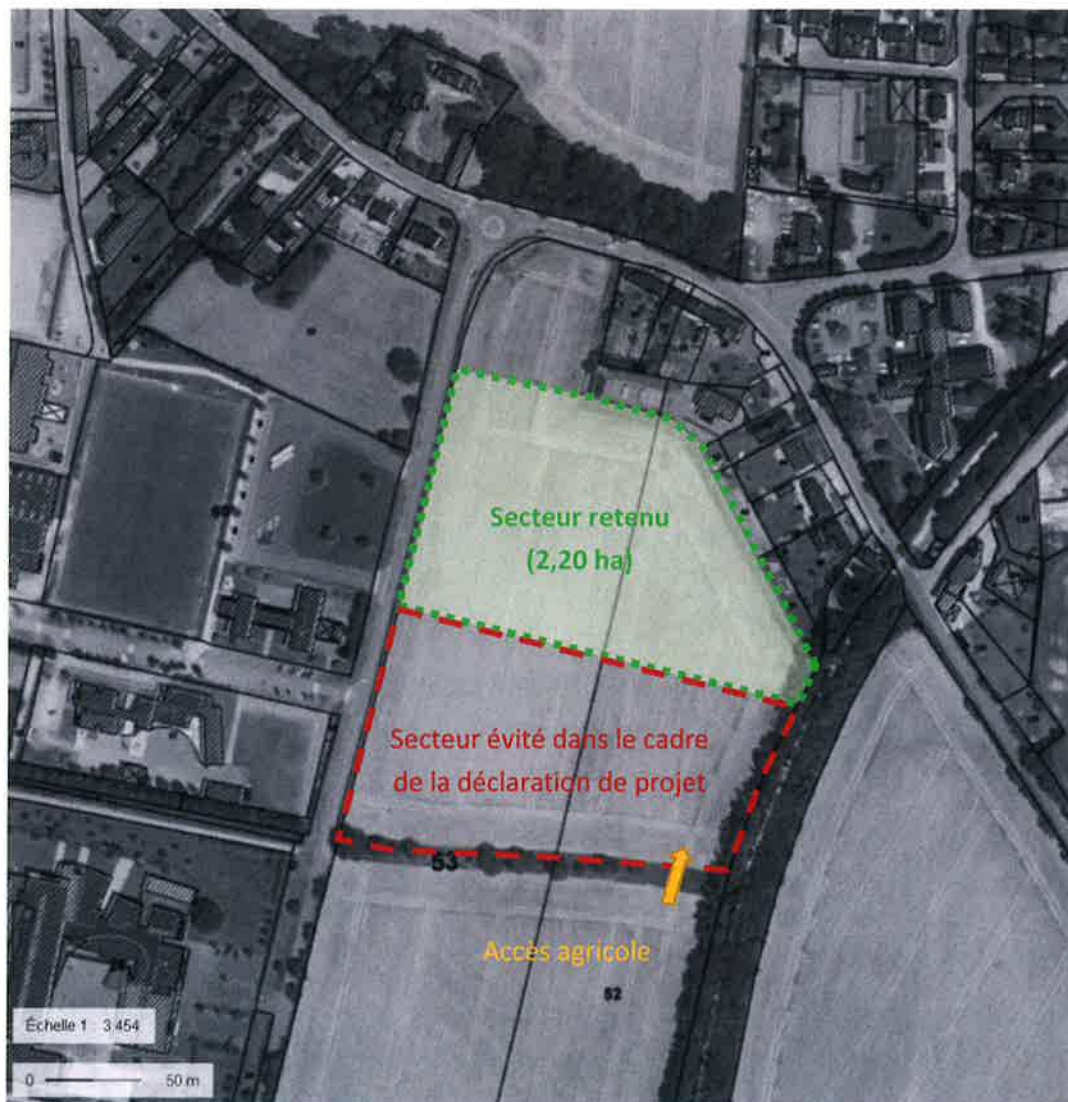 Secteur retenu
(2,20 ha)
Secteur évité dans le cadre
de la déclaration de projet
53
Accès agricole
52
Échelle 1 : 3 454
0
50 m